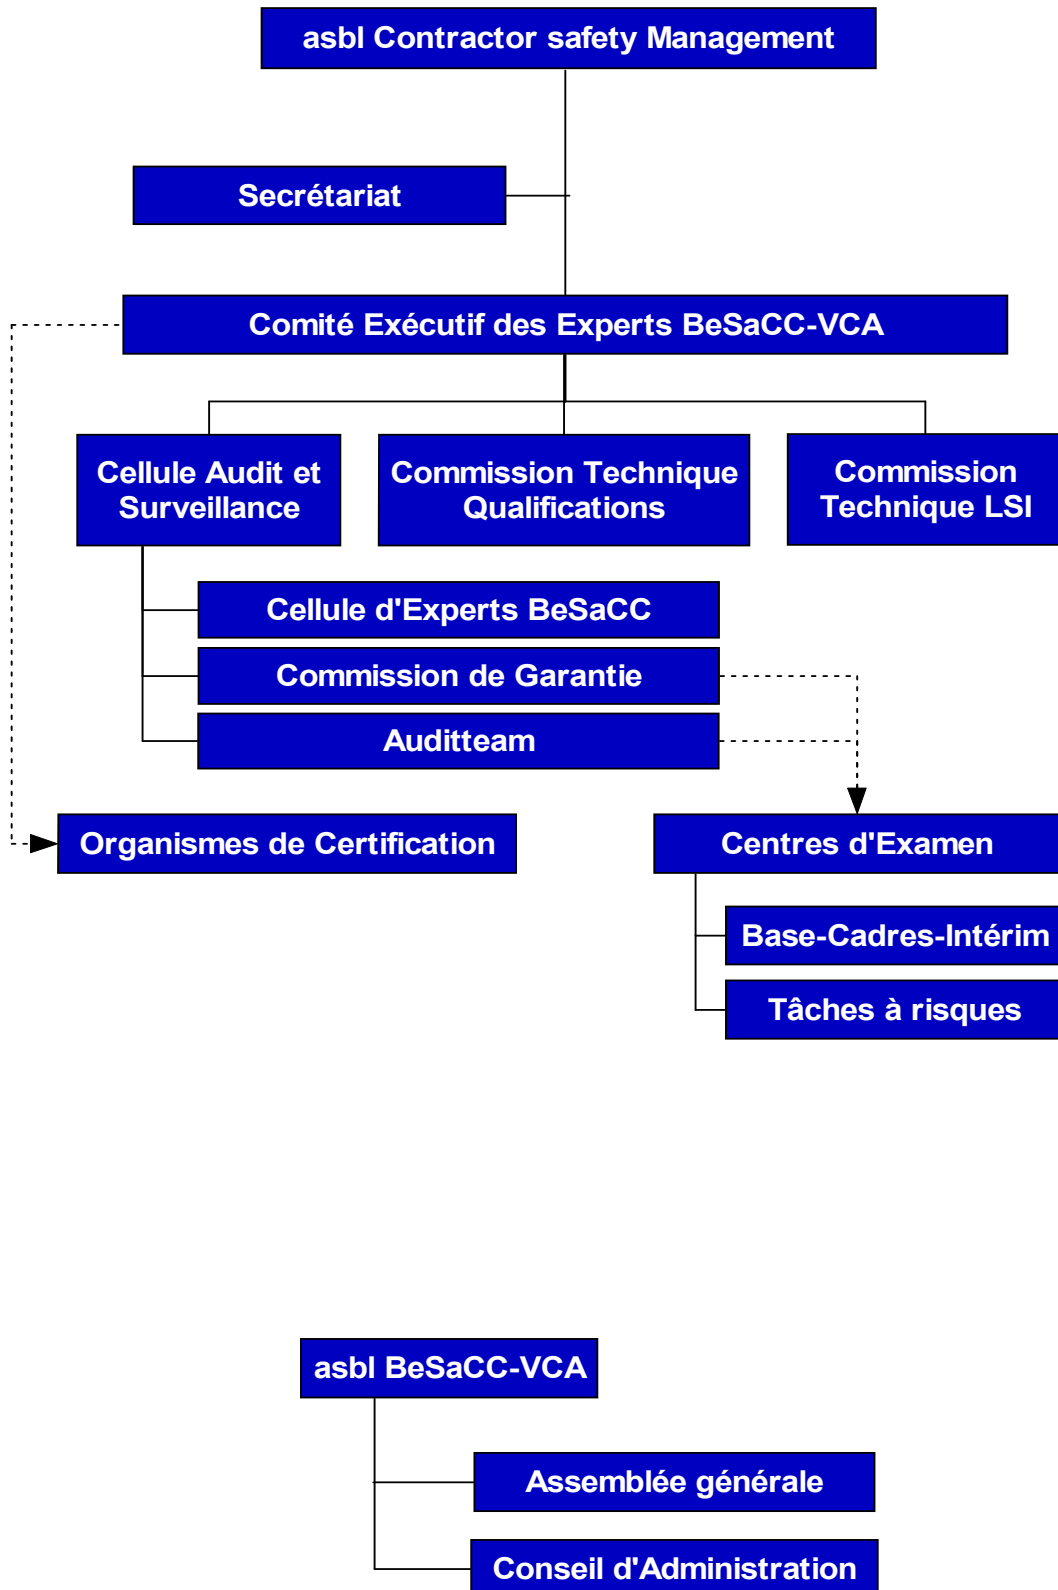 asbl Contractor safety Management
Secrétariat
Comité Exécutif des Experts BeSaCC-VCA
Cellule Audit et
Surveillance
Commission Technique
Qualifications
Commission
Technique LSI
Cellule d'Experts BeSaCC
Commission de Garantie
Auditteam
Organismes de Certification
Centres d'Examen
Base-Cadres-Intérim
Tâches à risques
asbl BeSaCC-VCA
Assemblée générale
Conseil d'Administration